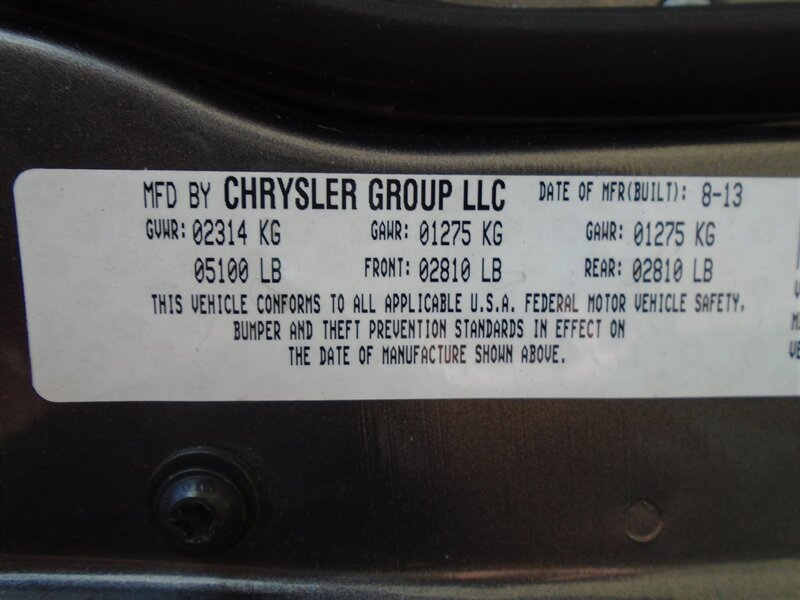 MFD BY CHRYSLER GROUP LLC DATE OF MFR(BUILT): 8-13
GVWR: 02314 KG GAWR: 01275 KG GAWR: 01275 KG
05100 LB FRONT: 02810 LB REAR: 02810 LB
THIS VEHICLE CONFORMS TO ALL APPLICABLE U.S.A. FEDERAL MOTOR VEHICLE SAFETY,
BUMPER AND THEFT PREVENTION STANDARDS IN EFFECT ON
THE DATE OF MANUFACTURE SHOWN ABOVE.